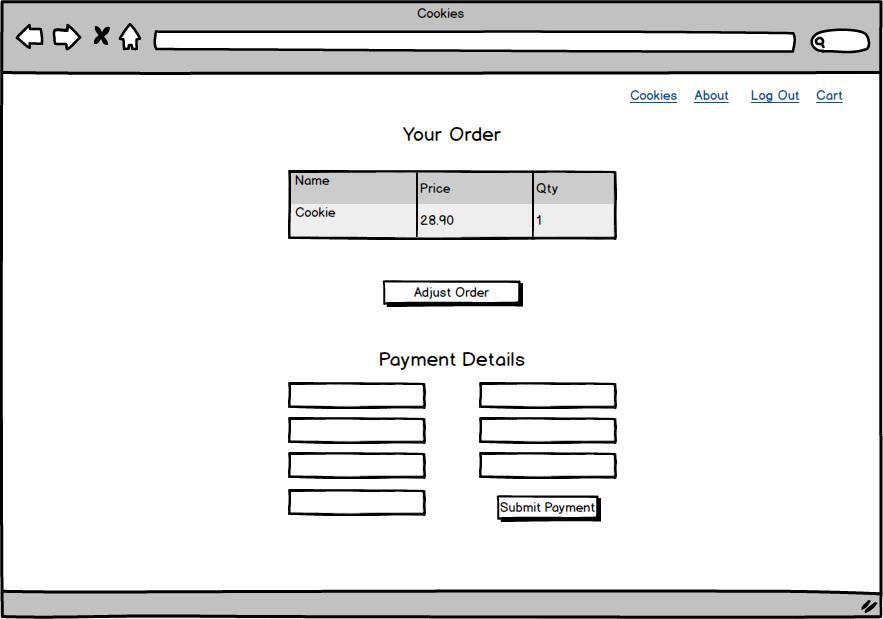 Cookies
Cookies About Log Out Cart
Your Order
Name Price Qty
Cookie 28.90 1
Adjust Order
Payment Details
Submit Payment